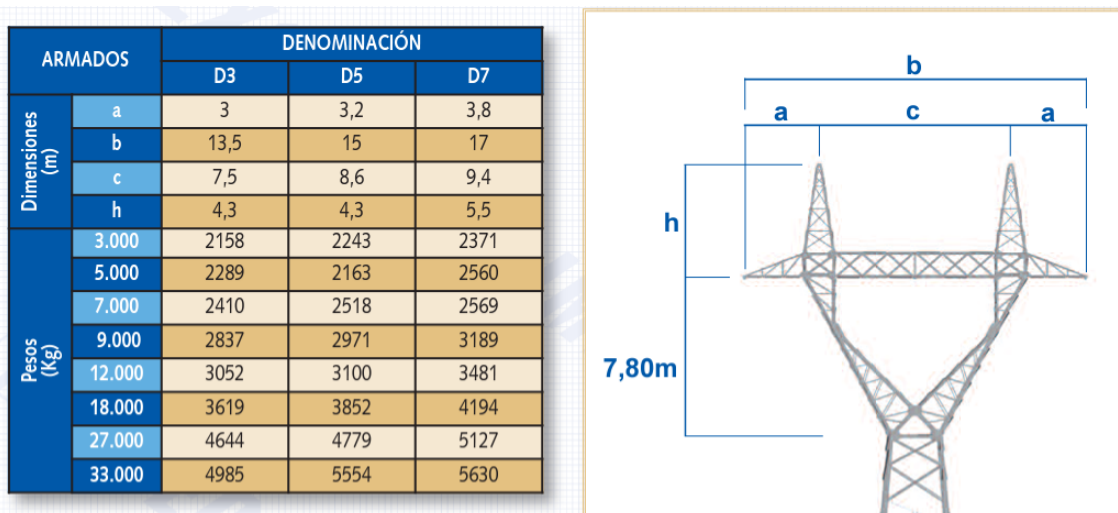 ARMADOS DENOMINACIÓN
D3 D5 D7
Dimensiones (m)
a 3 3,2 3,8
b 13,5 15 17
c 7,5 8,6 9,4
h 4,3 4,3 5,5
Pesos (Kg)
3.000 2158 2243 2371
5.000 2289 2163 2560
7.000 2410 2518 2569
9.000 2837 2971 3189
12.000 3052 3100 3481
18.000 3619 3852 4194
27.000 4644 4779 5127
33.000 4985 5554 5630
b
a c a
h
7,80m